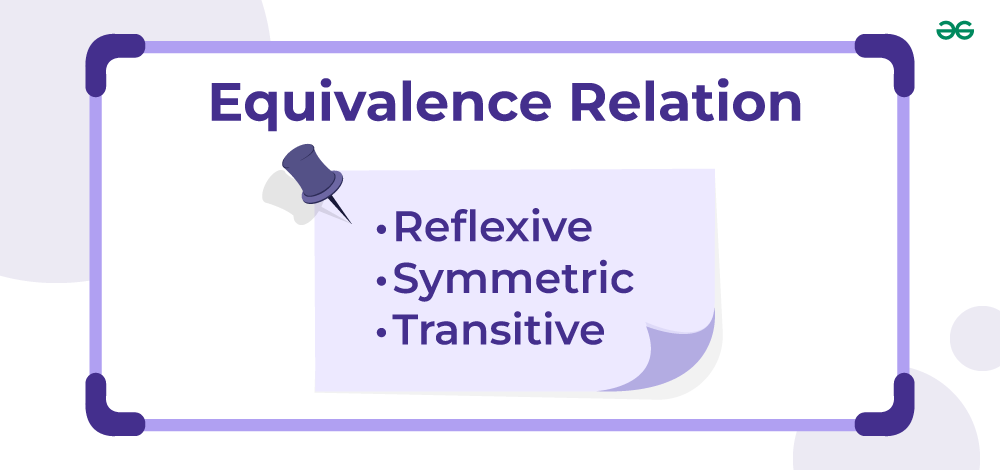 Equivalence Relation
• Reflexive
• Symmetric
• Transitive